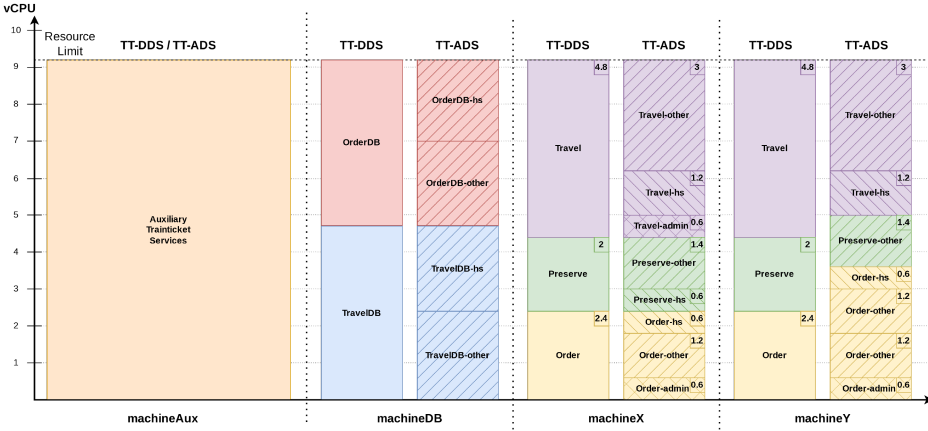 vCPU
10
9
8
7
6
5
4
3
2
1
Resource
Limit
TT-DDS / TT-ADS
TT-DDS
TT-ADS
TT-DDS
TT-ADS
TT-DDS
TT-ADS
Auxiliary
Trainticket
Services
OrderDB
TravelDB
OrderDB-hs
OrderDB-other
TravelDB-hs
TravelDB-other
4.8
Travel
2
Preserve
2.4
Order
3
Travel-other
1.2
Travel-hs
Travel-admin 0.6
1.4
Preserve-other
0.6
Preserve-hs
0.6
Order-hs
1.2
Order-other
Order-admin 0.6
4.8
Travel
2
Preserve
2.4
Order
3
Travel-other
1.2
Travel-hs
1.4
Preserve-other
0.6
Order-hs
1.2
Order-other
1.2
Order-other
Order-admin 0.6
machineAux
machineDB
machineX
machineY